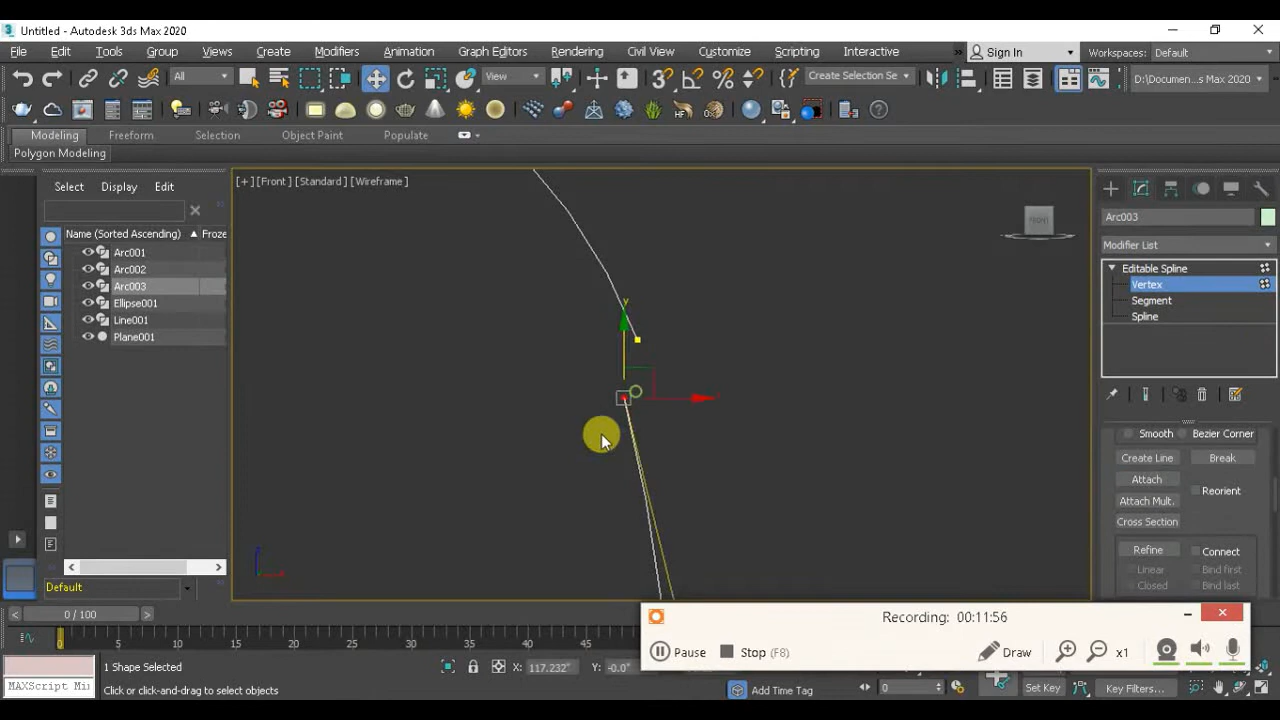 Untitled - Autodesk 3ds Max 2020
File Edit Tools Group Views Create Modifiers Animation Graph Editors Rendering Civil View Customize Scripting Interactive » Sign In Workspaces: Default
All View Create Selection Se D:\Documen...s Max 2020
Modeling Freeform Selection Object Paint Populate
Polygon Modeling
Select Display Edit
[+] [Front] [Standard] [Wireframe]
FRONT
Arc003
Name (Sorted Ascending) Froze
Modifier List
Arc001
Arc002
Arc003
Ellipse001
Line001
Plane001
Editable Spline
Vertex
Segment
Spline
y
Smooth Bezier Corner
Create Line Break
Attach
Reorient
Attach Mult.
Cross Section
Refine Connect
Linear Bind first
Closed Bind last
z
Default
0 / 100
0 5 10 15 20 25 30 35 40 45
Recording: 00:11:56
Pause Stop (F8) Draw x1
1 Shape Selected X: 117.232" Y: -0.0"
MAXScript Mi
Click or click-and-drag to select objects
Add Time Tag 0 Set Key Key Filters...